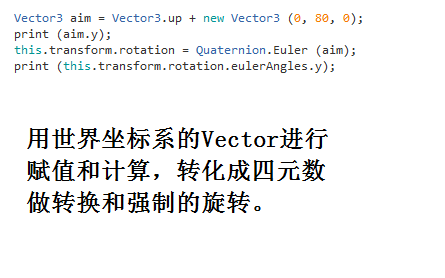 Vector3 aim = Vector3.up + new Vector3 (0, 80, 0);
print (aim.y);
this.transform.rotation = Quaternion.Euler (aim);
print (this.transform.rotation.eulerAngles.y);
用世界坐标系的Vector进行
赋值和计算，转化成四元数
做转换和强制的旋转。